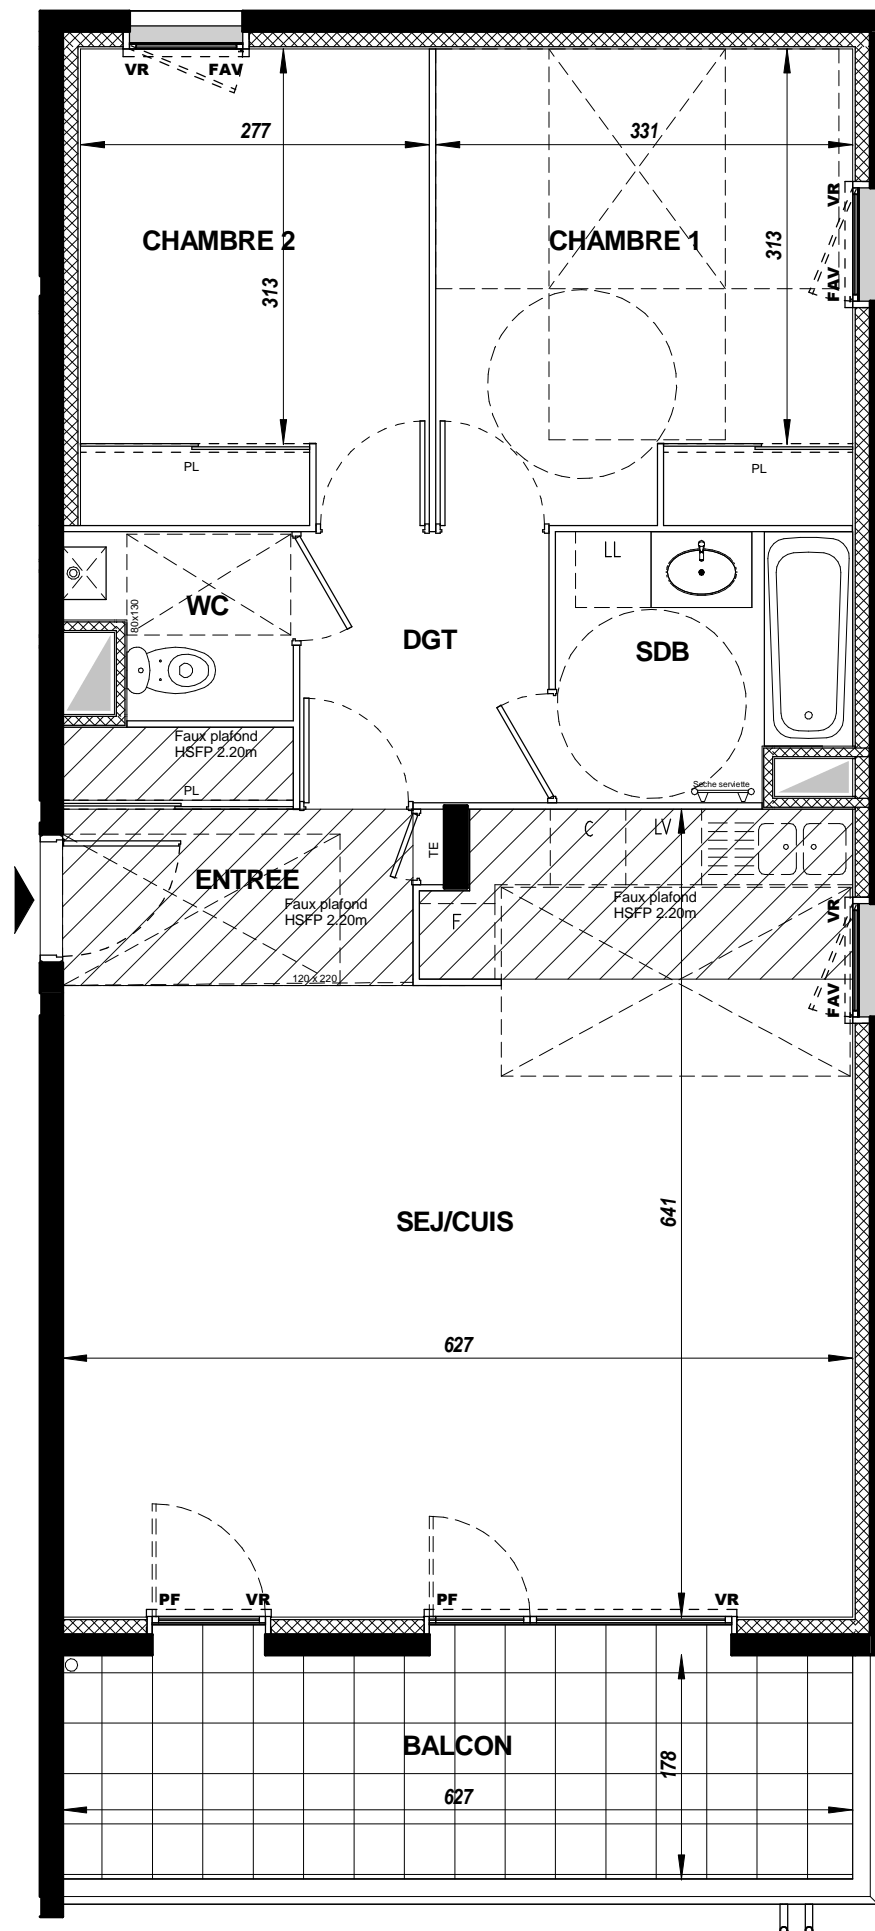 VR FAV
277
331
VR
CHAMBRE 2
CHAMBRE 1
313
313
FAV
PL
PL
LL
WC
80x130
DGT
SDB
Faux plafond
HSFP 2.20m
PL
Seche serviette
C
LV
TE
ENTREE
Faux plafond
HSFP 2.20m
F
Faux plafond
HSFP 2.20m
VR
120 x 220
FAV
SEJ/CUIS
641
627
PF VR
PF VR
BALCON
178
627